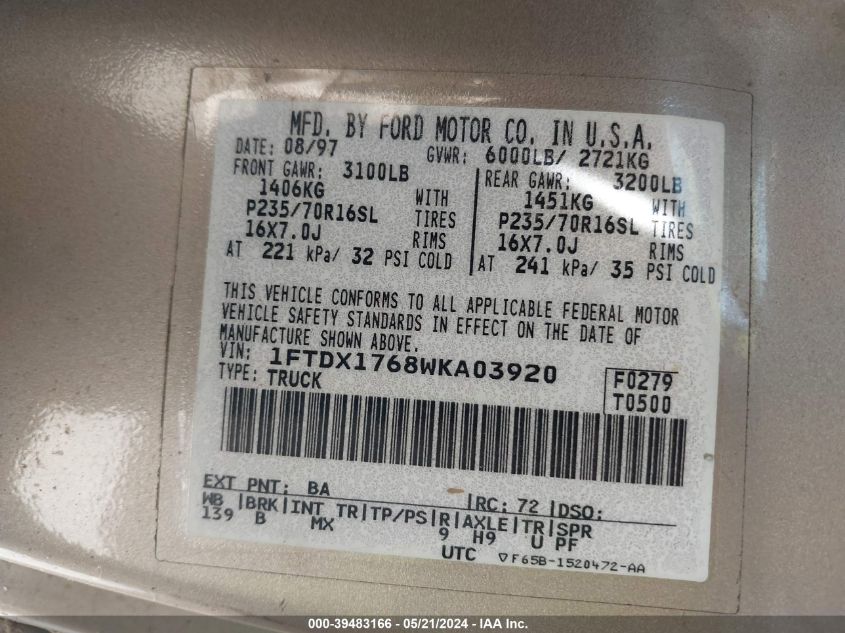 MFD. BY FORD MOTOR CO. IN U.S.A.
DATE: 08/97 GVWR: 6000LB/ 2721KG
FRONT GAWR: 3100LB REAR GAWR: 3200LB
1406KG WITH 1451KG WITH
P235/70R16SL TIRES P235/70R16SL TIRES
16X7.0J RIMS 16X7.0J RIMS
AT 221 kPa/ 32 PSI COLD AT 241 kPa/ 35 PSI COLD
THIS VEHICLE CONFORMS TO ALL APPLICABLE FEDERAL MOTOR
VEHICLE SAFETY STANDARDS IN EFFECT ON THE DATE OF
MANUFACTURE SHOWN ABOVE.
VIN: 1FTDX1768WKA03920 F0279
TYPE: TRUCK T0500
EXT PNT: BA RC: 72 DSO:
WB BRK INT TR TP/PS R AXLE TR SPR
139 B MX 9 H9 U PF
UTC ▽F65B-1520472-AA
000-39483166 / 05/21/2024 / IAA Inc.